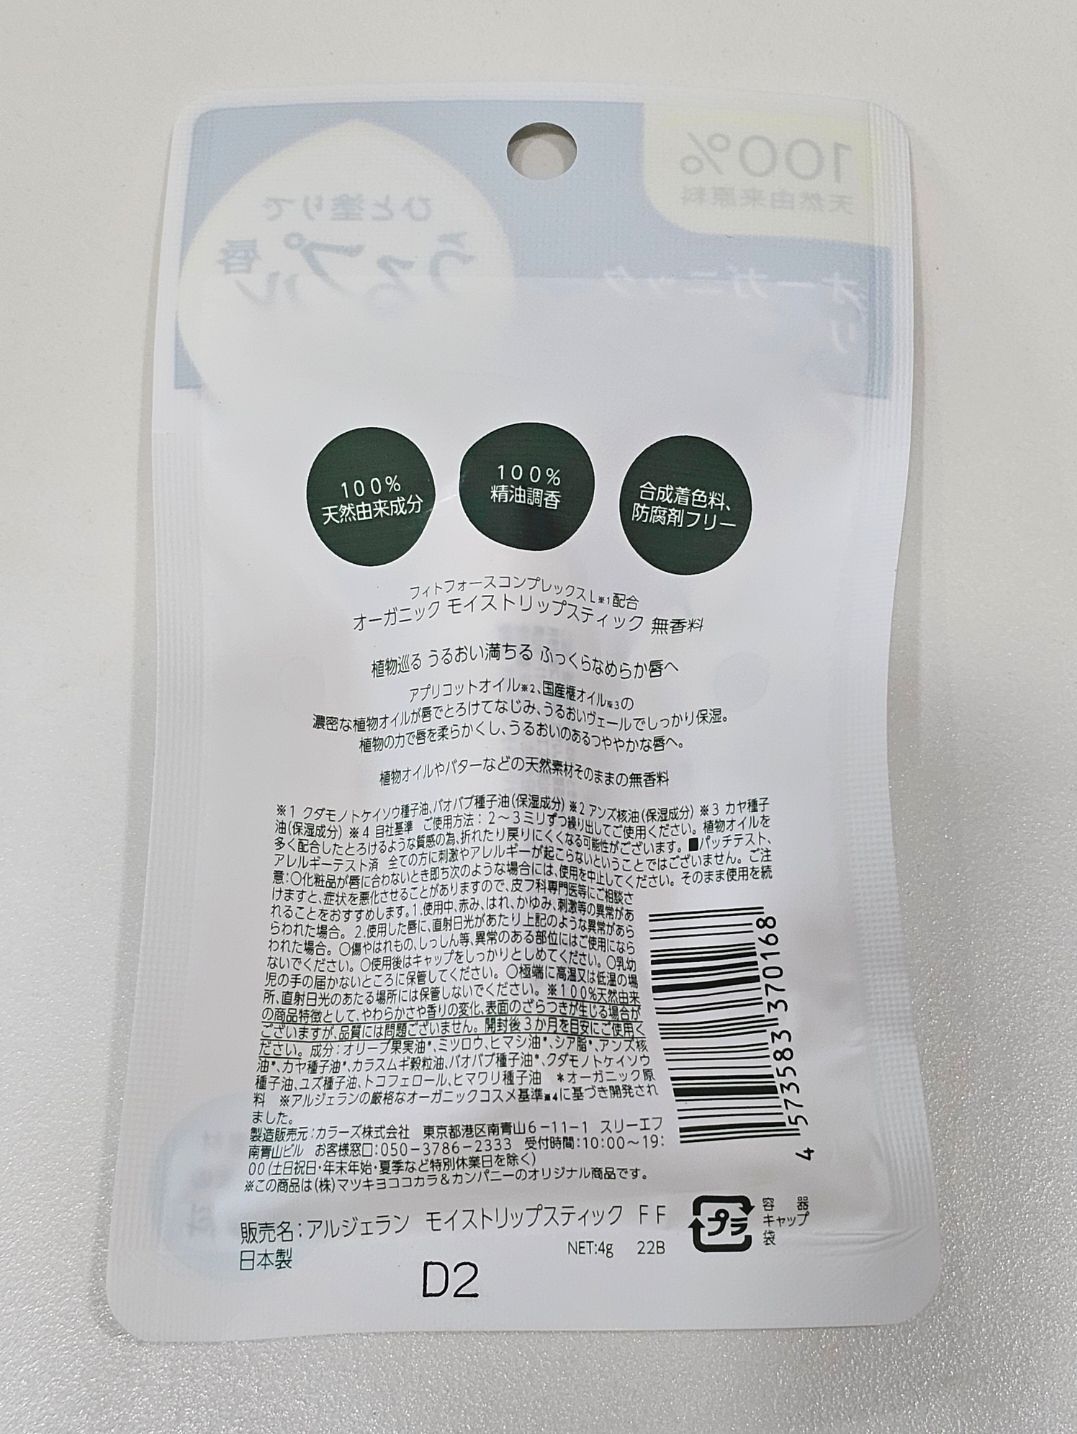 100%
天然由来原料
ひと塗りで
うるプル唇
オーガニック
100%
天然由来成分
100%
精油調香
合成着色料、
防腐剤フリー
フィトフォースコンプレックスL※1配合
オーガニック モイストリップスティック 無香料
植物巡る うるおい満ちる ふっくらなめらか唇へ
アプリコットオイル※2、国産榧オイル※3の
濃密な植物オイルが唇でとろけてなじみ、うるおいヴェールでしっかり保湿。
植物の力で唇を柔らかくし、うるおいのあるつややかな唇へ。
植物オイルやバターなどの天然素材そのままの無香料
※1 クダモノトケイソウ種子油、バオバブ種子油(保湿成分) ※2 アンズ核油(保湿成分) ※3 カヤ種子
油(保湿成分) ※4 自社基準 ご使用方法:2～3ミリずつ繰り出してご使用ください。植物オイルを
多く配合したとろけるような質感の為、折れたり戻りにくくなる可能性がございます。■パッチテスト、
アレルギーテスト済 全ての方に刺激やアレルギーが起こらないということではございません。ご注
意:○化粧品が唇に合わないとき即ち次のような場合には、使用を中止してください。そのまま使用を続
けますと、症状を悪化させることがありますので、皮フ科専門医等にご相談さ
れることをおすすめします。1.使用中、赤み、はれ、かゆみ、刺激等の異常があ
らわれた場合。2.使用した唇に、直射日光があたり上記のような異常があら
われた場合。○傷やはれもの、しっしん等、異常のある部位にはご使用になら
ないでください。○使用後はキャップをしっかりとしめてください。○乳幼
児の手の届かないところに保管してください。○極端に高温又は低温の場
所、直射日光のあたる場所には保管しないでください。※100%天然由来
の商品特徴として、やわらかさや香りの変化、表面のざらつきが生じる場合が
ございますが、品質には問題ございません。開封後3か月を目安にご使用く
ださい。成分:オリーブ果実油*、ミツロウ、ヒマシ油*、シア脂*、アンズ核
油*、カヤ種子油*、カラスムギ穀粒油、バオバブ種子油*、クダモノトケイソウ
種子油、ユズ種子油、トコフェロール、ヒマワリ種子油 *オーガニック原
料 ※アルジェランの厳格なオーガニックコスメ基準※4に基づき開発され
ました。
製造販売元:カラーズ株式会社 東京都港区南青山6-11-1 スリーエフ
南青山ビル お客様窓口:050-3786-2333 受付時間:10:00～19:
00(土日祝日・年末年始・夏季など特別休業日を除く)
※この商品は(株)マツキヨココカラ&カンパニーのオリジナル商品です。
4 573583 370168
販売名:アルジェラン モイストリップスティック FF
日本製
NET:4g 22B
プラ
容器
キャップ
袋
D2